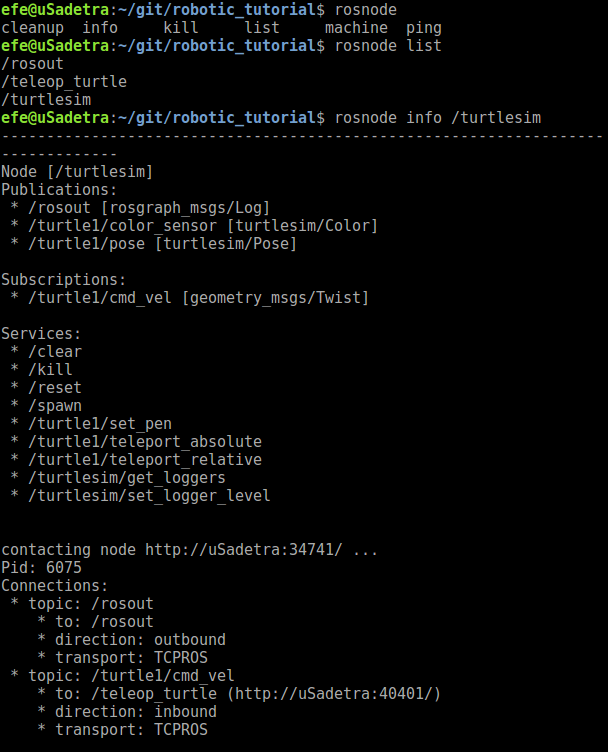 efe@uSadetra:~/git/robotic_tutorial$ rosnode
cleanup  info     kill     list     machine  ping
efe@uSadetra:~/git/robotic_tutorial$ rosnode list
/rosout
/teleop_turtle
/turtlesim
efe@uSadetra:~/git/robotic_tutorial$ rosnode info /turtlesim
-------------------------------------------------------------------
-------------
Node [/turtlesim]
Publications:
 * /rosout [rosgraph_msgs/Log]
 * /turtle1/color_sensor [turtlesim/Color]
 * /turtle1/pose [turtlesim/Pose]

Subscriptions:
 * /turtle1/cmd_vel [geometry_msgs/Twist]

Services:
 * /clear
 * /kill
 * /reset
 * /spawn
 * /turtle1/set_pen
 * /turtle1/teleport_absolute
 * /turtle1/teleport_relative
 * /turtlesim/get_loggers
 * /turtlesim/set_logger_level


contacting node http://uSadetra:34741/ ...
Pid: 6075
Connections:
 * topic: /rosout
    * to: /rosout
    * direction: outbound
    * transport: TCPROS
 * topic: /turtle1/cmd_vel
    * to: /teleop_turtle (http://uSadetra:40401/)
    * direction: inbound
    * transport: TCPROS